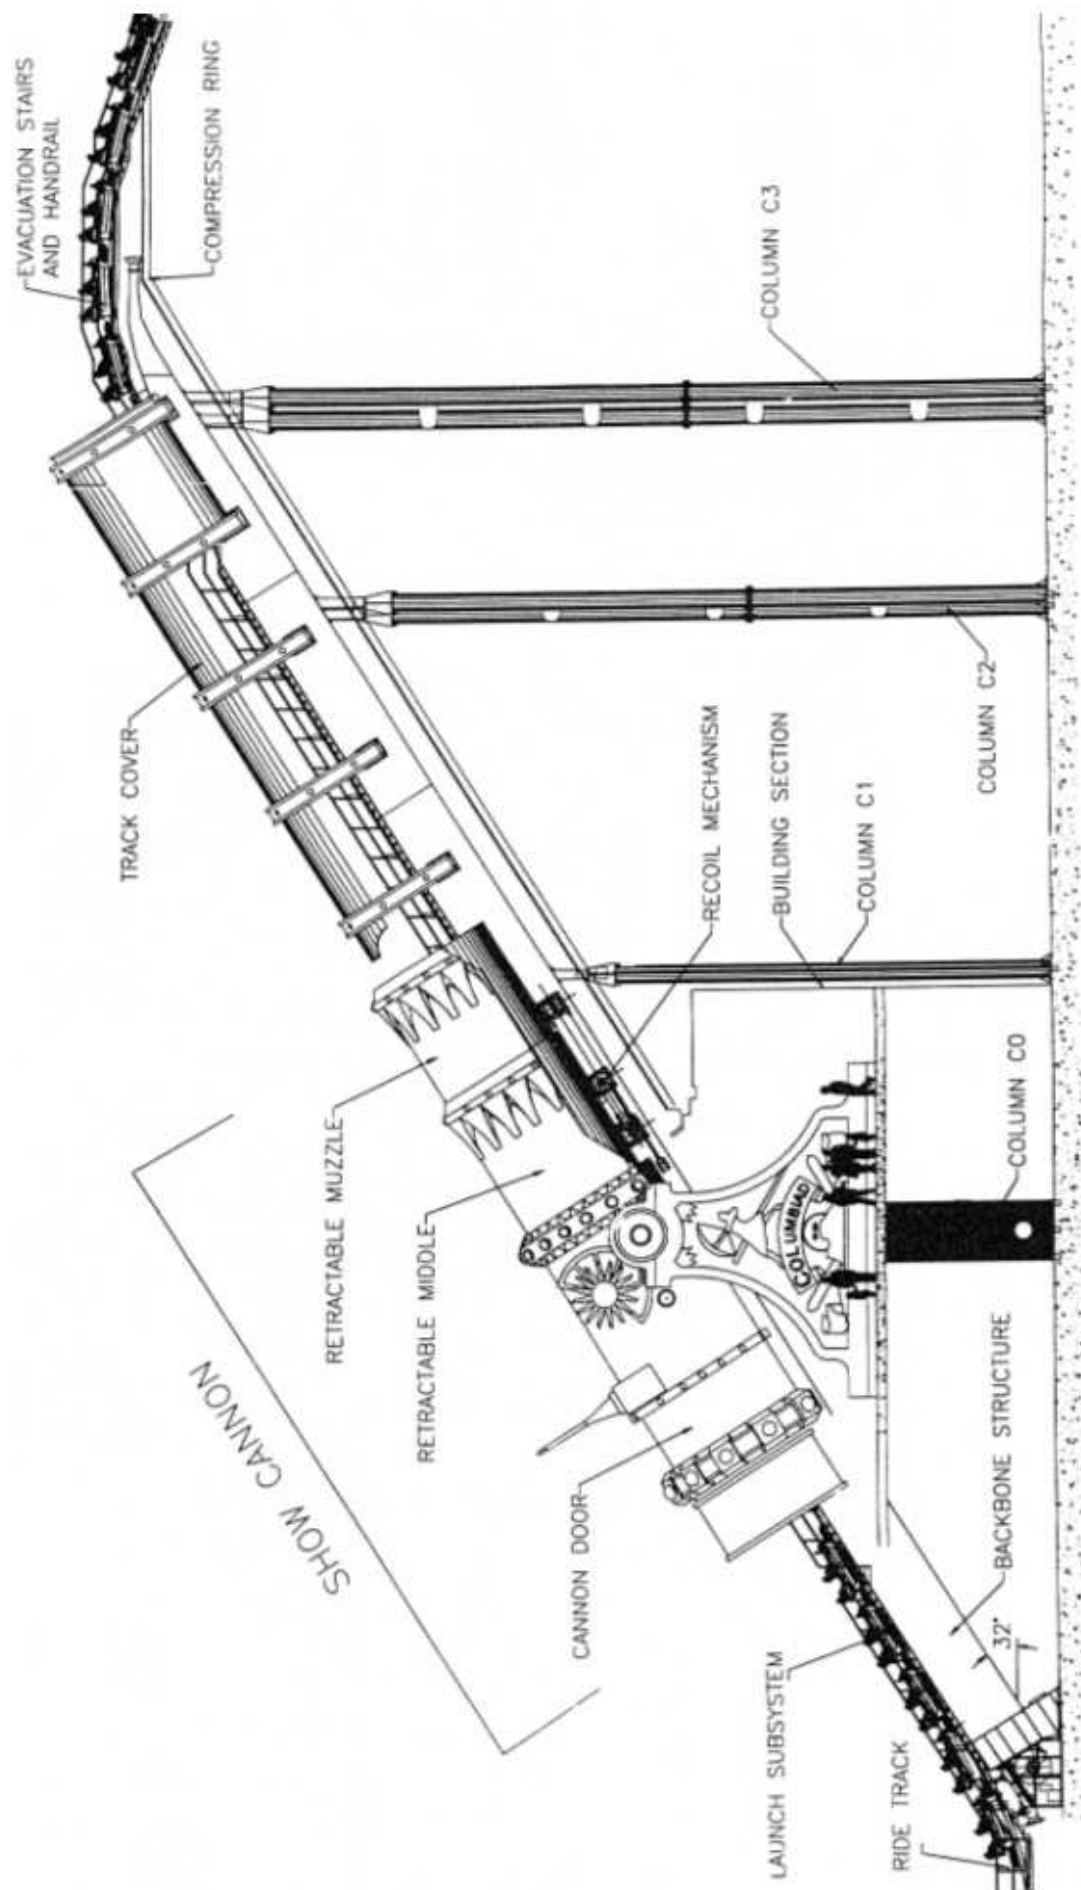 EVACUATION STAIRS
AND HANDRAIL
COMPRESSION RING
TRACK COVER
COLUMN C3
RETRACTABLE MUZZLE
RETRACTABLE MIDDLE
SHOW CANNON
RECOIL MECHANISM
BUILDING SECTION
COLUMN C1
COLUMN C2
CANNON DOOR
COLUMBIAD
COLUMN C0
LAUNCH SUBSYSTEM
RIDE TRACK
BACKBONE STRUCTURE
32°